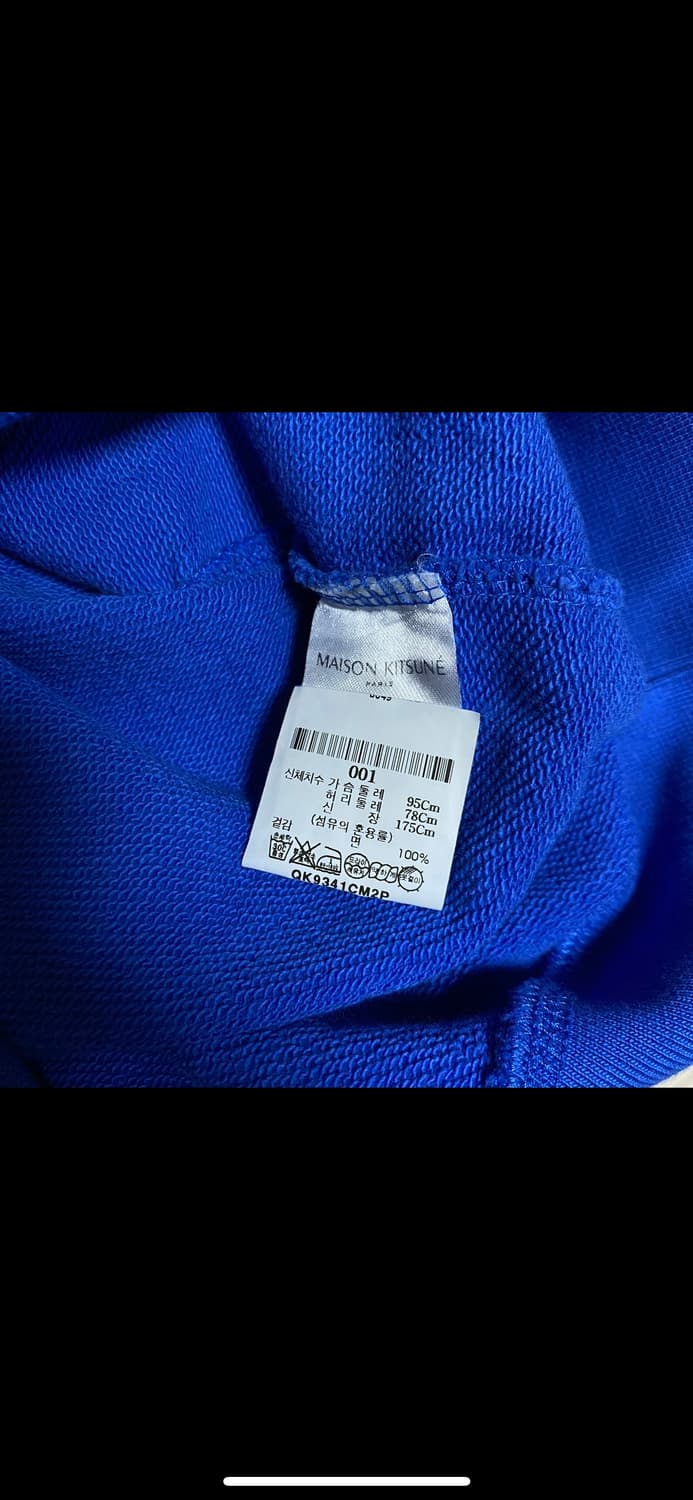 MAISON KITSUNÉ
PARIS
001
신체치수 가슴둘레 95Cm
허리둘레 78Cm
신 장 175Cm
겉감 (섬유의 혼용률)
면 100%
QK9341CM2P